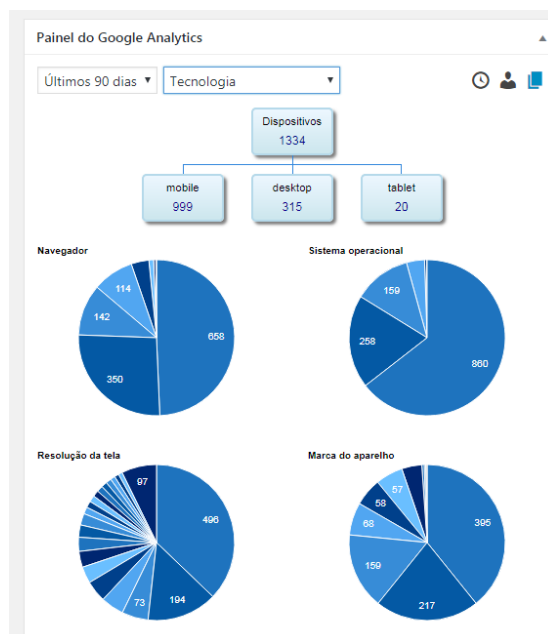 Painel do Google Analytics
Últimos 90 dias
Tecnologia
Dispositivos
1334
mobile
999
desktop
315
tablet
20
Navegador
658
350
142
114
Sistema operacional
860
258
159
Resolução da tela
496
194
73
97
Marca do aparelho
395
217
159
68
58
57